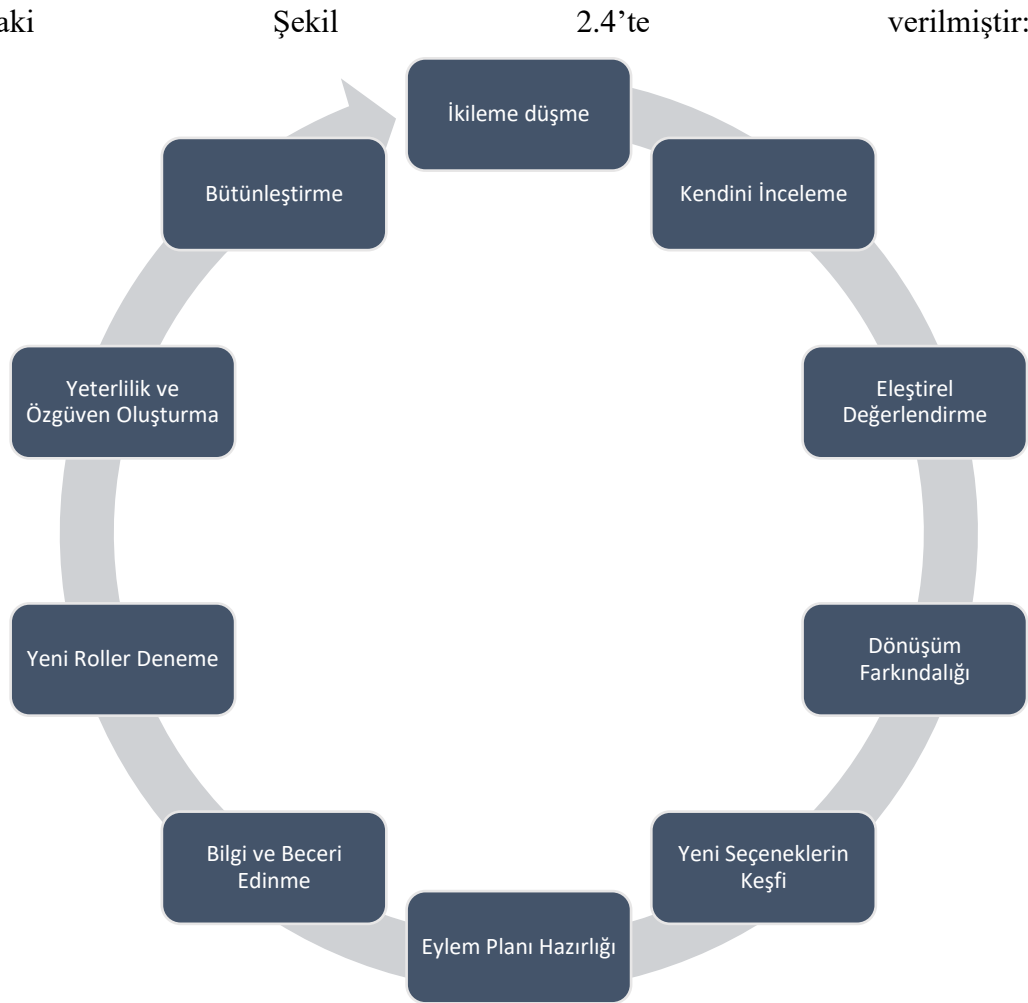 aki Şekil 2.4’te verilmiştir:
İkileme düşme
Kendini İnceleme
Eleştirel
Değerlendirme
Dönüşüm
Farkındalığı
Yeni Seçeneklerin
Keşfi
Eylem Planı Hazırlığı
Bilgi ve Beceri
Edinme
Yeni Roller Deneme
Yeterlilik ve
Özgüven Oluşturma
Bütünleştirme